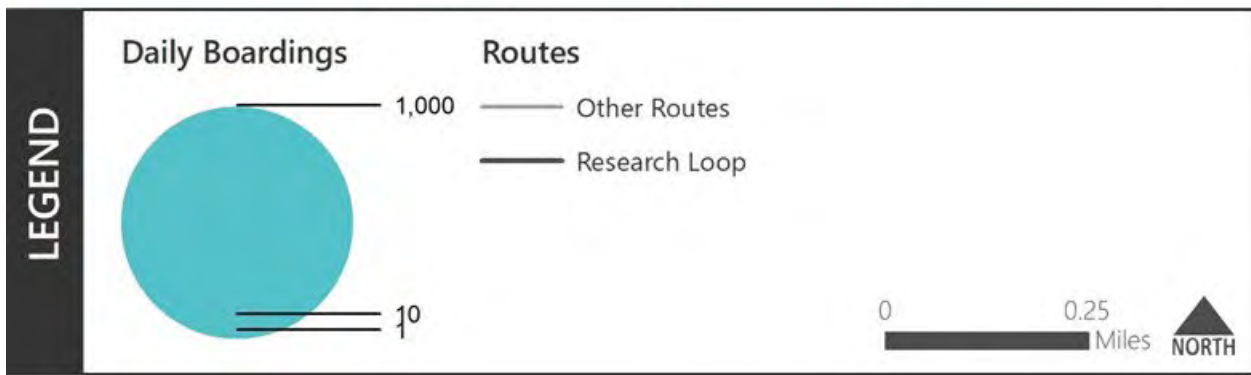 LEGEND
Daily Boardings
1,000
10
1
Routes
Other Routes
Research Loop
0 0.25
Miles
NORTH